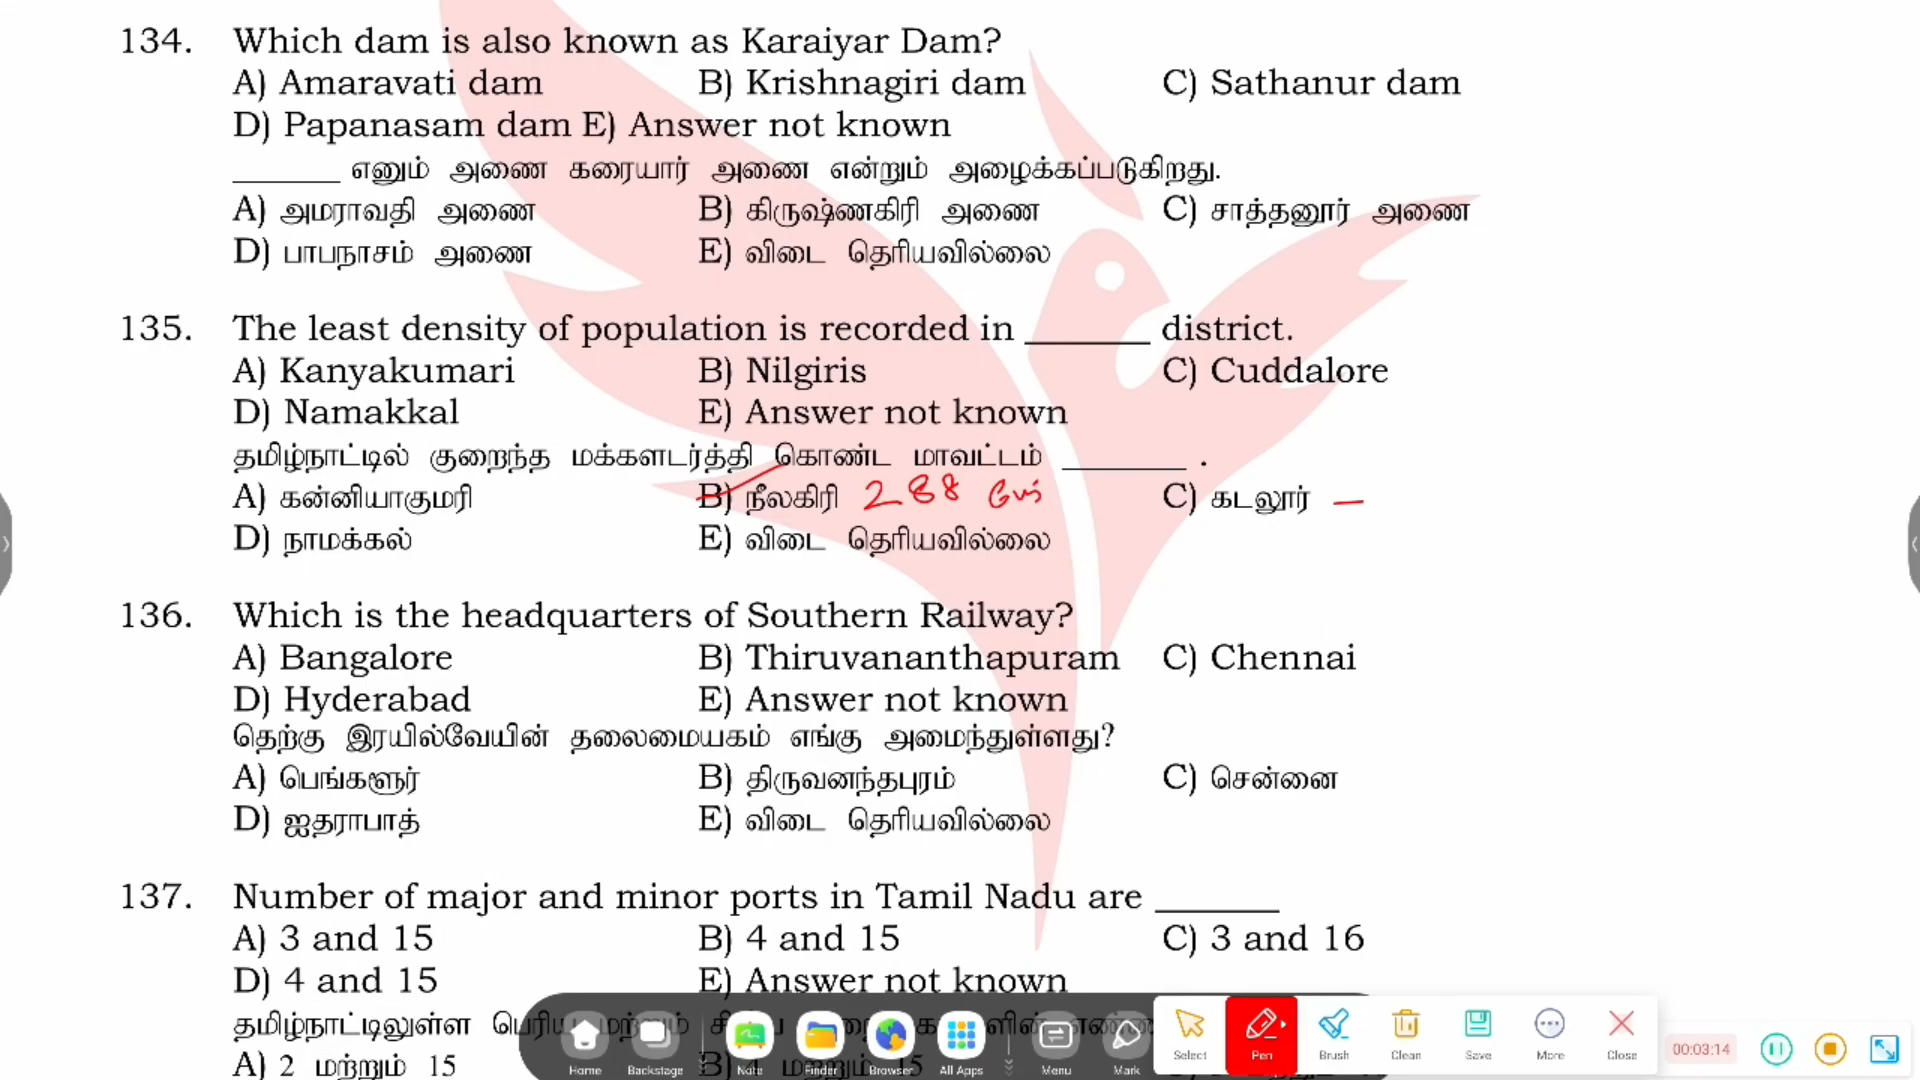 134. Which dam is also known as Karaiyar Dam?
A) Amaravati dam B) Krishnagiri dam C) Sathanur dam
D) Papanasam dam E) Answer not known
_______ எனும் அணை கரையார் அணை என்றும் அழைக்கப்படுகிறது.
A) அமராவதி அணை B) கிருஷ்ணகிரி அணை C) சாத்தனூர் அணை
D) பாபநாசம் அணை E) விடை தெரியவில்லை
135. The least density of population is recorded in _______ district.
A) Kanyakumari B) Nilgiris C) Cuddalore
D) Namakkal E) Answer not known
தமிழ்நாட்டில் குறைந்த மக்களடர்த்தி கொண்ட மாவட்டம் _______ .
A) கன்னியாகுமரி B) நீலகிரி 288 பேர் C) கடலூர் –
D) நாமக்கல் E) விடை தெரியவில்லை
136. Which is the headquarters of Southern Railway?
A) Bangalore B) Thiruvananthapuram C) Chennai
D) Hyderabad E) Answer not known
தெற்கு இரயில்வேயின் தலைமையகம் எங்கு அமைந்துள்ளது?
A) பெங்களூர் B) திருவனந்தபுரம் C) சென்னை
D) ஐதராபாத் E) விடை தெரியவில்லை
137. Number of major and minor ports in Tamil Nadu are _______
A) 3 and 15 B) 4 and 15 C) 3 and 16
D) 4 and 15 E) Answer not known
தமிழ்நாட்டிலுள்ள பெரிய மற்றும்
A) 2 மற்றும் 15 B) மற்றும் 15
Home Backstage Note Finder Browser All Apps Menu Mark Select Pen Brush Clean Save More Close 00:03:14